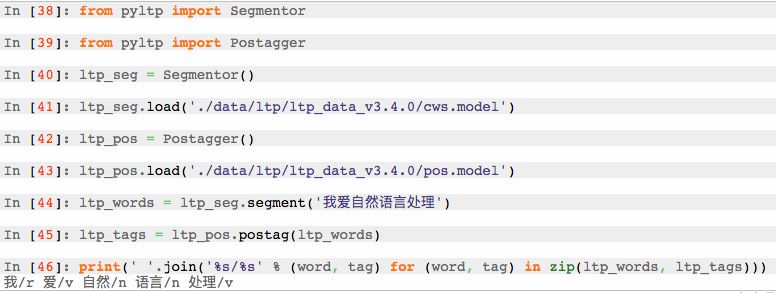 In [38]: from pyltp import Segmentor
In [39]: from pyltp import Postagger
In [40]: ltp_seg = Segmentor()
In [41]: ltp_seg.load('./data/ltp/ltp_data_v3.4.0/cws.model')
In [42]: ltp_pos = Postagger()
In [43]: ltp_pos.load('./data/ltp/ltp_data_v3.4.0/pos.model')
In [44]: ltp_words = ltp_seg.segment('我爱自然语言处理')
In [45]: ltp_tags = ltp_pos.postag(ltp_words)
In [46]: print(' '.join('%s/%s' % (word, tag) for (word, tag) in zip(ltp_words, ltp_tags)))
我/r 爱/v 自然/n 语言/n 处理/v